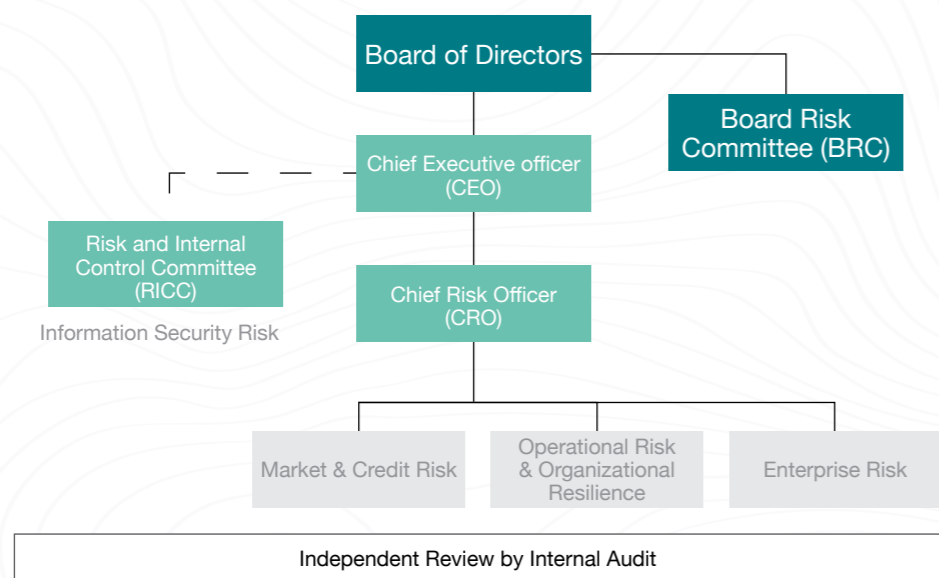 Board of Directors
Board Risk
Committee (BRC)
Chief Executive officer
(CEO)
Risk and Internal
Control Committee
(RICC)
Information Security Risk
Chief Risk Officer
(CRO)
Market & Credit Risk
Operational Risk
& Organizational
Resilience
Enterprise Risk
Independent Review by Internal Audit